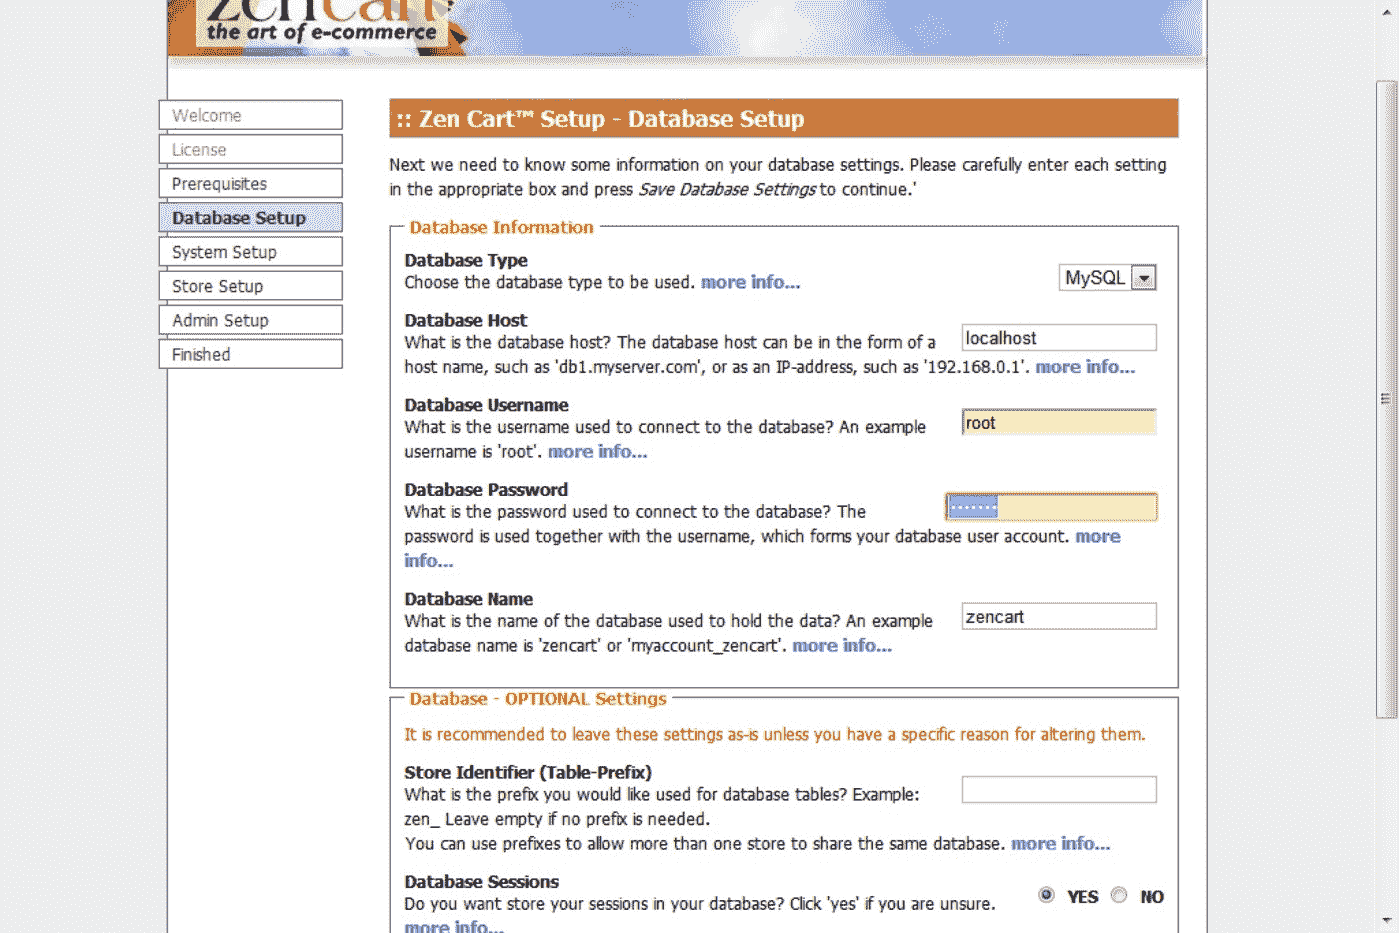 zencart
the art of e-commerce
Welcome
License
Prerequisites
Database Setup
System Setup
Store Setup
Admin Setup
Finished
:: Zen Cart™ Setup - Database Setup
Next we need to know some information on your database settings. Please carefully enter each setting
in the appropriate box and press Save Database Settings to continue.'
Database Information
Database Type
Choose the database type to be used. more info...
MySQL
Database Host
What is the database host? The database host can be in the form of a
host name, such as 'db1.myserver.com', or as an IP-address, such as '192.168.0.1'. more info...
localhost
Database Username
What is the username used to connect to the database? An example
username is 'root'. more info...
root
Database Password
What is the password used to connect to the database? The
password is used together with the username, which forms your database user account. more
info...
Database Name
What is the name of the database used to hold the data? An example
database name is 'zencart' or 'myaccount_zencart'. more info...
zencart
Database - OPTIONAL Settings
It is recommended to leave these settings as-is unless you have a specific reason for altering them.
Store Identifier (Table-Prefix)
What is the prefix you would like used for database tables? Example:
zen_ Leave empty if no prefix is needed.
You can use prefixes to allow more than one store to share the same database. more info...
Database Sessions
Do you want store your sessions in your database? Click 'yes' if you are unsure.
more info...
YES NO